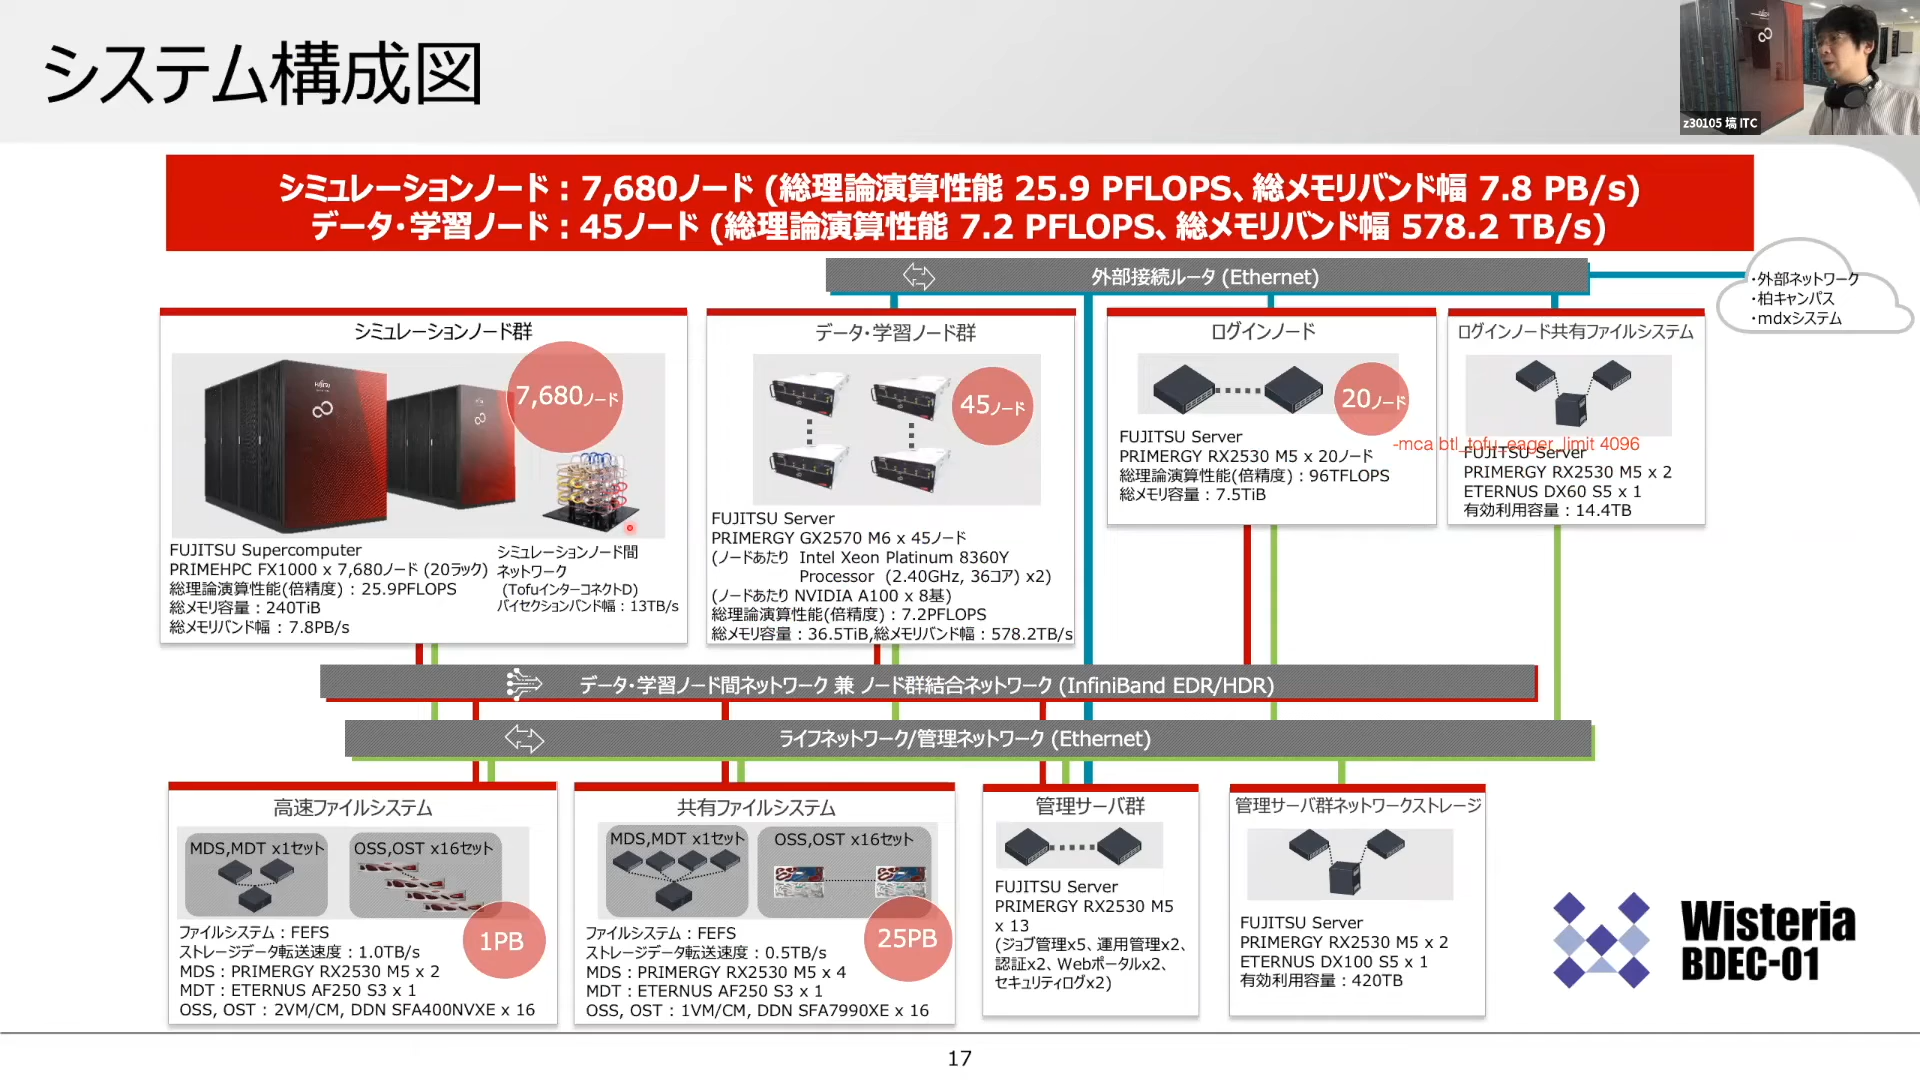 システム構成図
z30105 塙 ITC
シミュレーションノード : 7,680ノード (総理論演算性能 25.9 PFLOPS、総メモリバンド幅 7.8 PB/s)
データ・学習ノード : 45ノード (総理論演算性能 7.2 PFLOPS、総メモリバンド幅 578.2 TB/s)
外部接続ルータ (Ethernet)
・外部ネットワーク
・柏キャンパス
・mdxシステム
シミュレーションノード群
7,680ノード
FUJITSU Supercomputer
PRIMEHPC FX1000 x 7,680ノード (20ラック)
総理論演算性能(倍精度) : 25.9PFLOPS
総メモリ容量 : 240TiB
総メモリバンド幅 : 7.8PB/s
シミュレーションノード間
ネットワーク
(TofuインターコネクトD)
バイセクションバンド幅 : 13TB/s
データ・学習ノード群
45ノード
FUJITSU Server
PRIMERGY GX2570 M6 x 45ノード
(ノードあたり Intel Xeon Platinum 8360Y
Processor (2.40GHz, 36コア) x2)
(ノードあたり NVIDIA A100 x 8基)
総理論演算性能(倍精度) : 7.2PFLOPS
総メモリ容量 : 36.5TiB,総メモリバンド幅 : 578.2TB/s
ログインノード
20ノード
FUJITSU Server
PRIMERGY RX2530 M5 x 20ノード
総理論演算性能(倍精度) : 96TFLOPS
総メモリ容量 : 7.5TiB
-mca btl_tofu_eager_limit 4096
ログインノード共有ファイルシステム
FUJITSU Server
PRIMERGY RX2530 M5 x 2
ETERNUS DX60 S5 x 1
有効利用容量 : 14.4TB
データ・学習ノード間ネットワーク 兼 ノード群結合ネットワーク (InfiniBand EDR/HDR)
ライフネットワーク/管理ネットワーク (Ethernet)
高速ファイルシステム
MDS,MDT x1セット
OSS,OST x16セット
1PB
ファイルシステム : FEFS
ストレージデータ転送速度 : 1.0TB/s
MDS : PRIMERGY RX2530 M5 x 2
MDT : ETERNUS AF250 S3 x 1
OSS, OST : 2VM/CM, DDN SFA400NVXE x 16
共有ファイルシステム
MDS,MDT x1セット
OSS,OST x16セット
25PB
ファイルシステム : FEFS
ストレージデータ転送速度 : 0.5TB/s
MDS : PRIMERGY RX2530 M5 x 4
MDT : ETERNUS AF250 S3 x 1
OSS, OST : 1VM/CM, DDN SFA7990XE x 16
管理サーバ群
FUJITSU Server
PRIMERGY RX2530 M5
x 13
(ジョブ管理x5、運用管理x2、
認証x2、Webポータルx2、
セキュリティログx2)
管理サーバ群ネットワークストレージ
FUJITSU Server
PRIMERGY RX2530 M5 x 2
ETERNUS DX100 S5 x 1
有効利用容量 : 420TB
Wisteria
BDEC-01
17